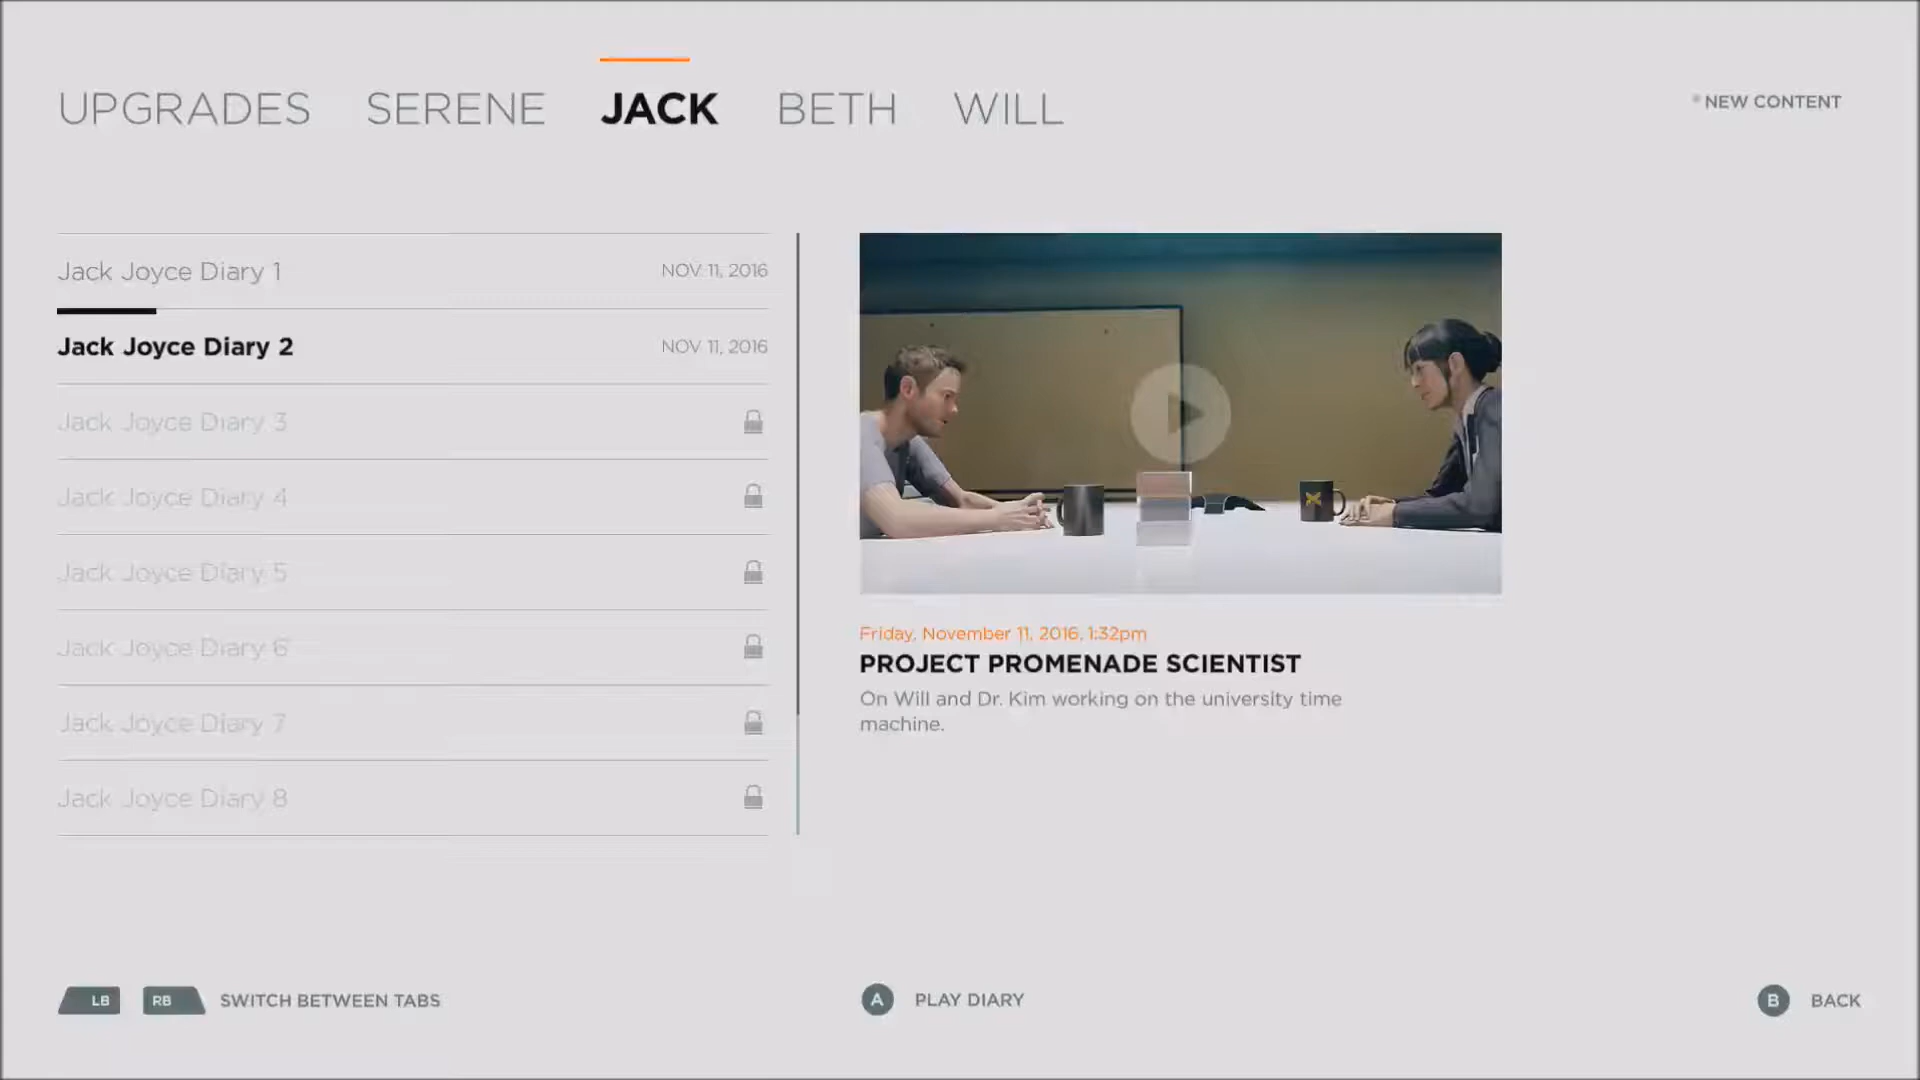 UPGRADES SERENE JACK BETH WILL
NEW CONTENT
Jack Joyce Diary 1 NOV. 11, 2016
Jack Joyce Diary 2 NOV 11, 2016
Jack Joyce Diary 3
Jack Joyce Diary 4
Jack Joyce Diary 5
Jack Joyce Diary 6
Jack Joyce Diary 7
Jack Joyce Diary 8
Friday, November 11, 2016, 1:32pm
PROJECT PROMENADE SCIENTIST
On Will and Dr. Kim working on the university time
machine.
LB RB SWITCH BETWEEN TABS
A PLAY DIARY
B BACK